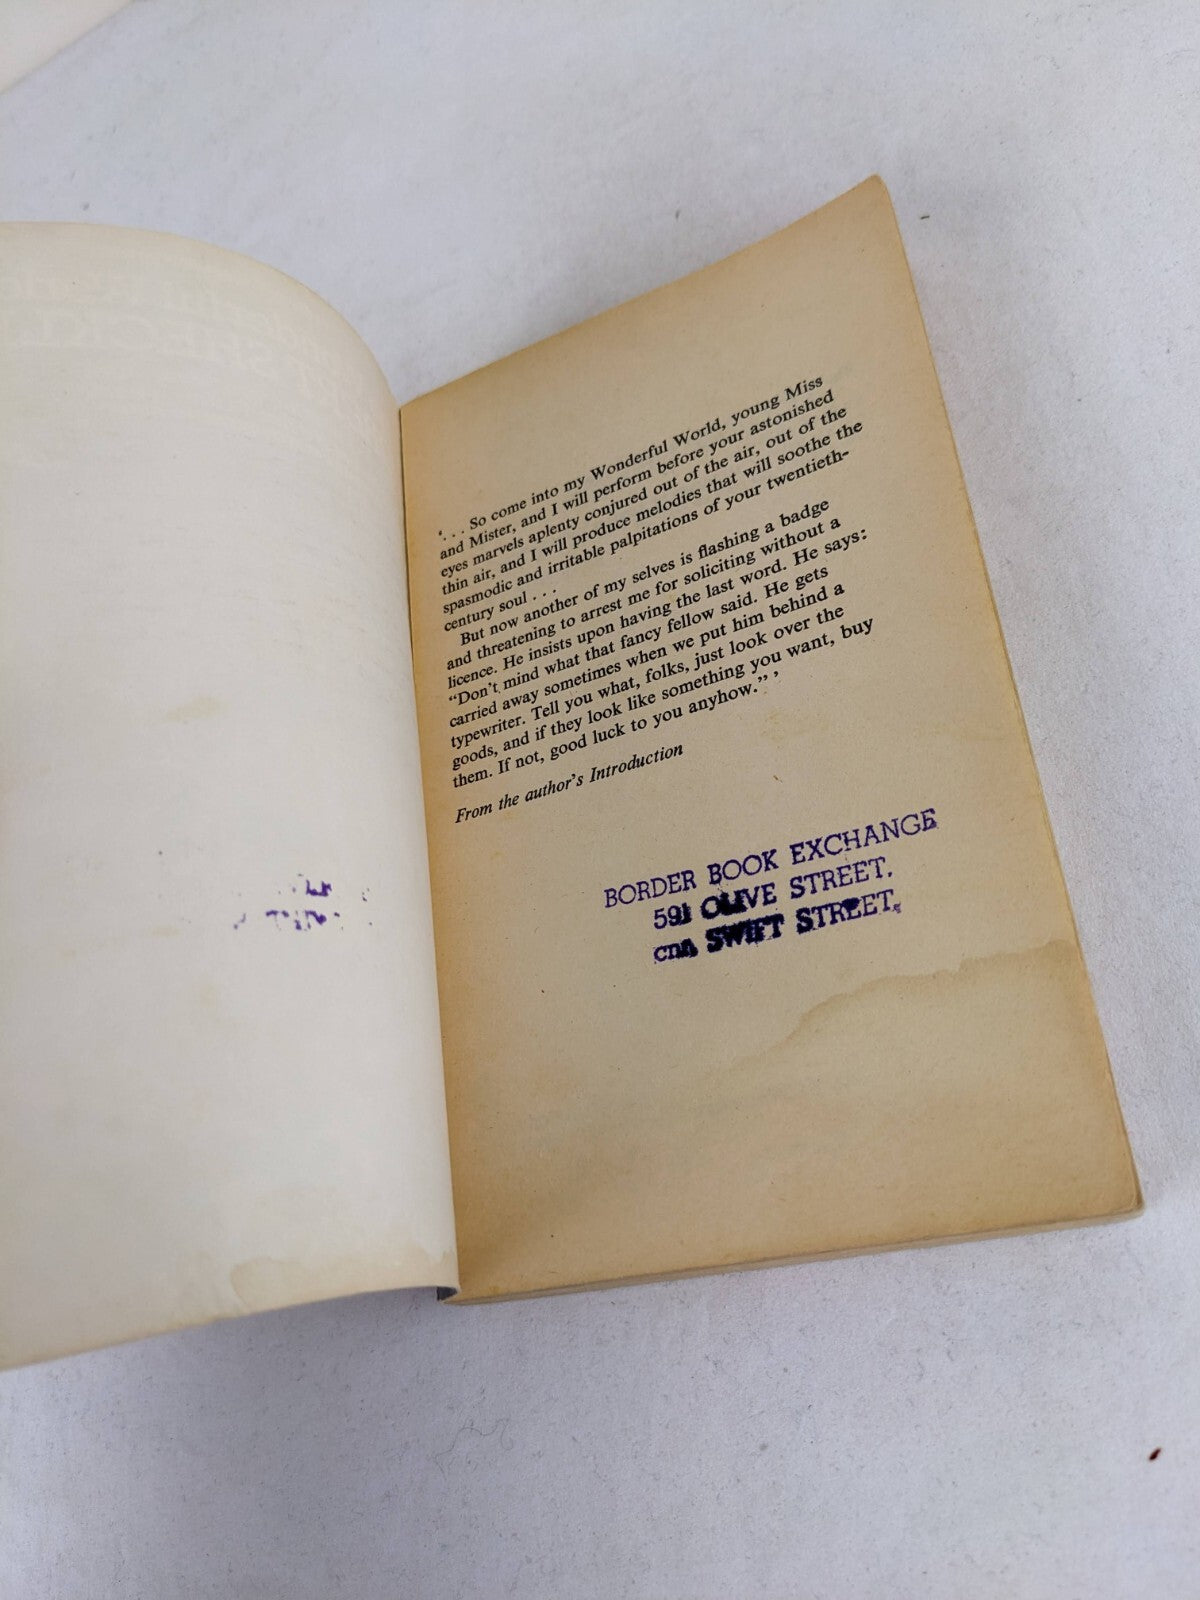 '. . . So come into my Wonderful World, young Miss
and Mister, and I will perform before your astonished
eyes marvels aplenty conjured out of the air, out of the
thin air, and I will produce melodies that will soothe the
spasmodic and irritable palpitations of your twentieth-
century soul . . .
But now another of my selves is flashing a badge
and threatening to arrest me for soliciting without a
licence. He insists upon having the last word. He says:
“Don't mind what that fancy fellow said. He gets
carried away sometimes when we put him behind a
typewriter. Tell you what, folks, just look over the
goods, and if they look like something you want, buy
them. If not, good luck to you anyhow.” '
From the author's Introduction
BORDER BOOK EXCHANGE
591 OLIVE STREET.
SWIFT STREET.